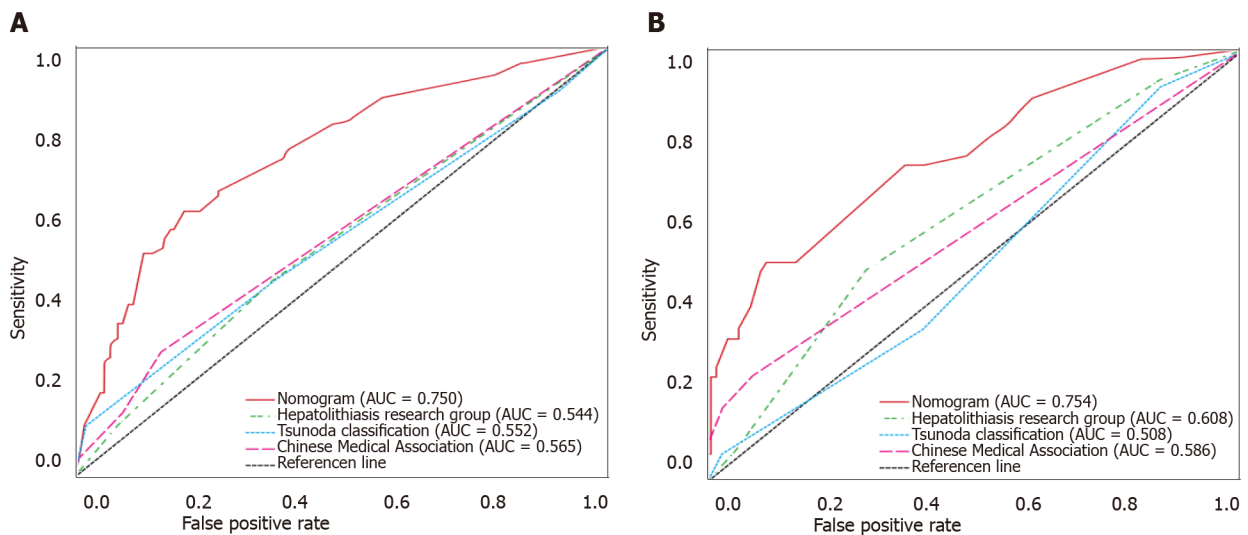 A
1.0
0.8
0.6
0.4
0.2
0.0
Sensitivity
Nomogram (AUC = 0.750)
Hepatolithiasis research group (AUC = 0.544)
Tsunoda classification (AUC = 0.552)
Chinese Medical Association (AUC = 0.565)
Referencen line
0.0 0.2 0.4 0.6 0.8 1.0
False positive rate
B
1.0
0.8
0.6
0.4
0.2
0.0
Sensitivity
Nomogram (AUC = 0.754)
Hepatolithiasis research group (AUC = 0.608)
Tsunoda classification (AUC = 0.508)
Chinese Medical Association (AUC = 0.586)
Referencen line
0.0 0.2 0.4 0.6 0.8 1.0
False positive rate